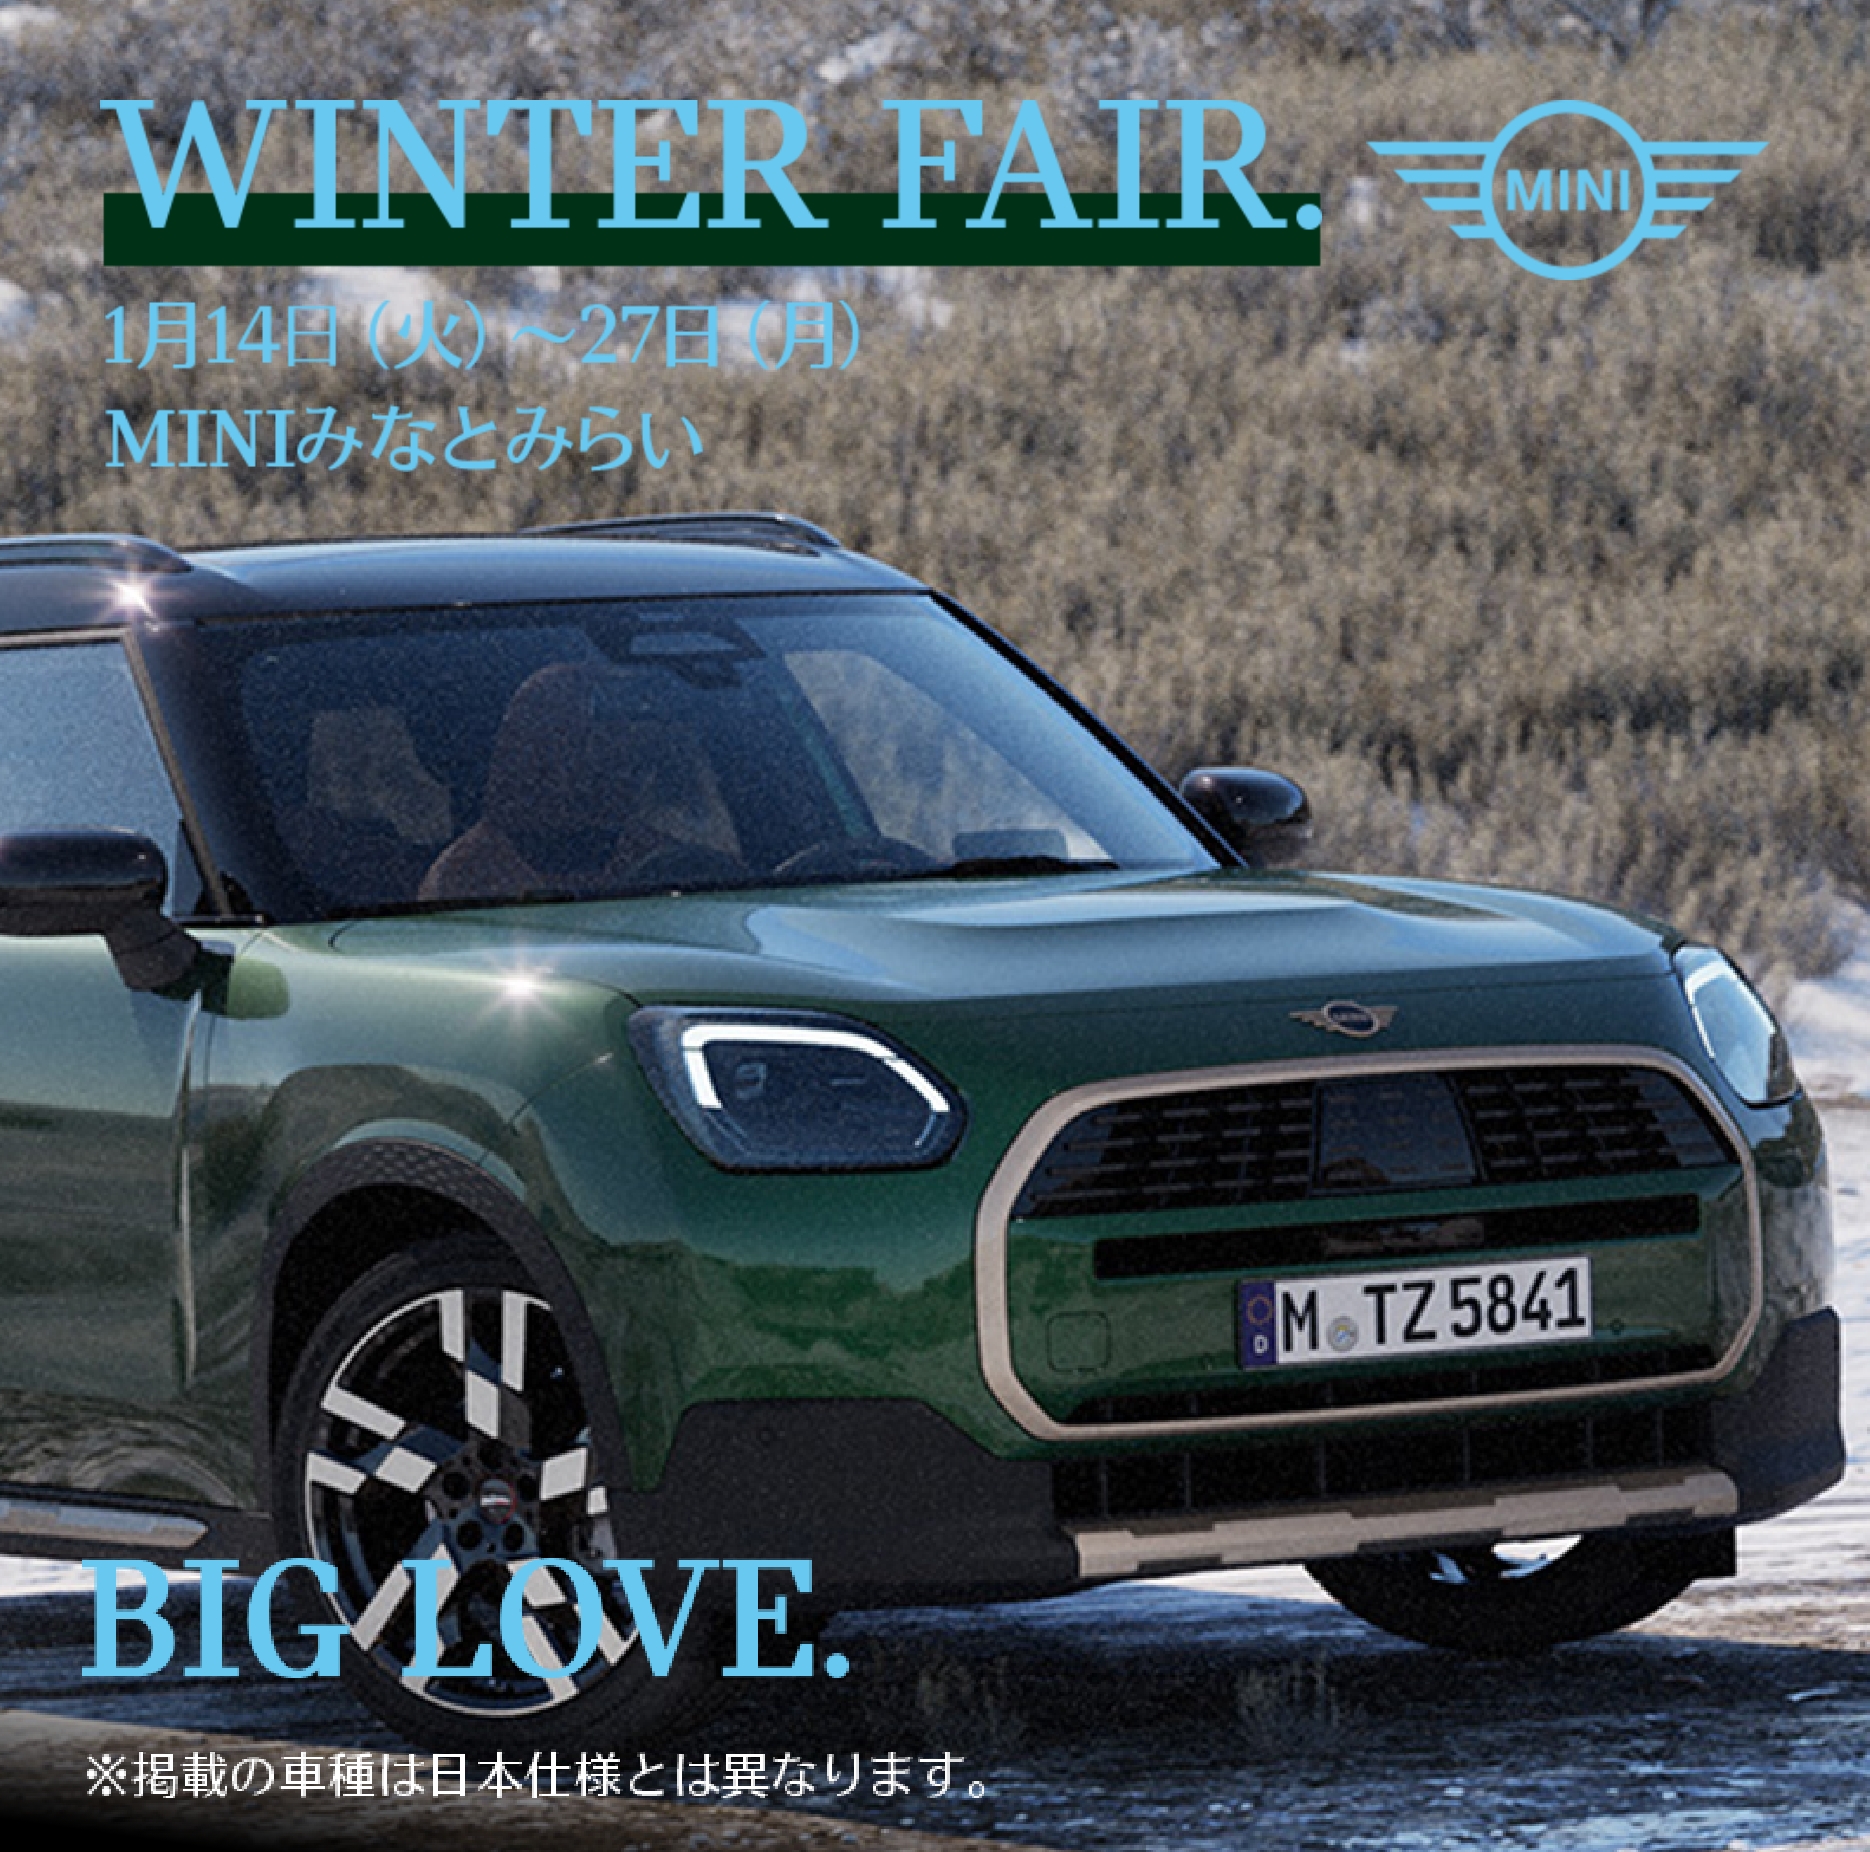 WINTER FAIR.
MINI
1月14日（火）～27日（月）
MINIみなとみらい
M TZ 5841
D
BIG LOVE.
※掲載の車種は日本仕様とは異なります。